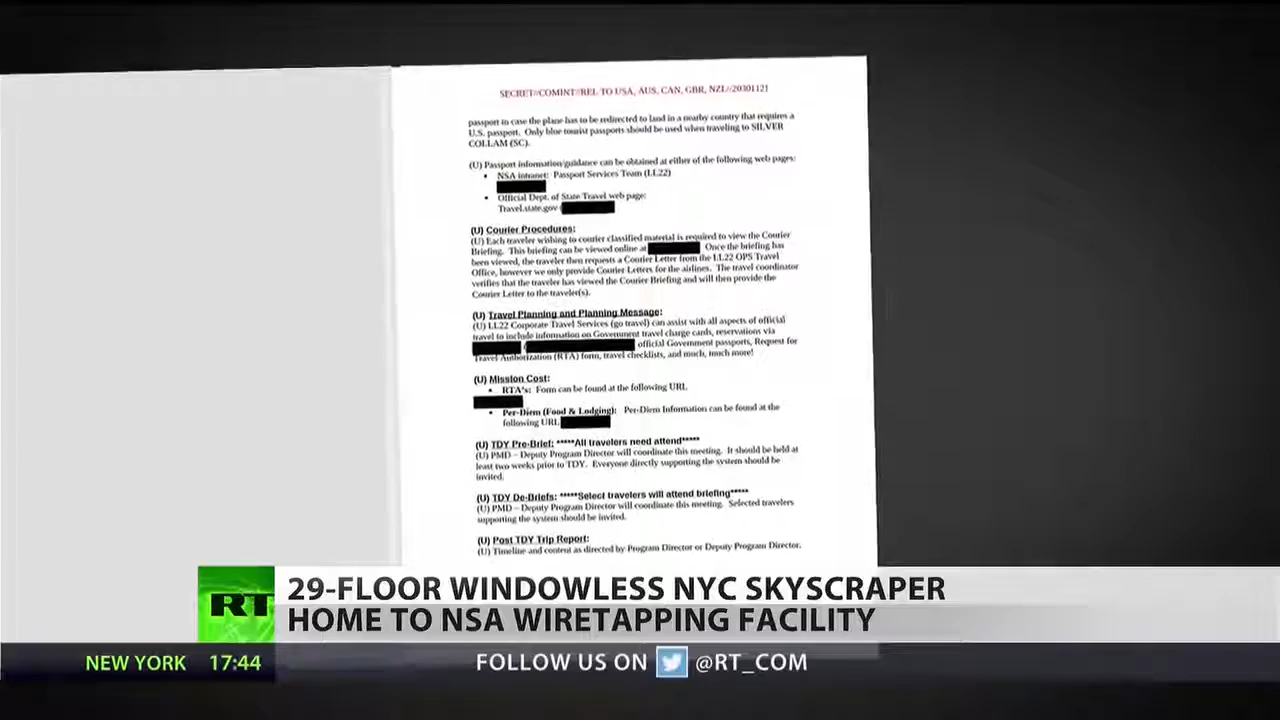 SECRET//COMINT//REL TO USA, AUS, CAN, GBR, NZL//20301121
passport in case the plane has to be redirected to land in a nearby country that requires a
U.S. passport. Only blue tourist passports should be used when traveling to SILVER
COLLAM (SC).
(U) Passport information/guidance can be obtained at either of the following web pages:
• NSA intranet: Passport Services Team (LL22)
• Official Dept. of State Travel web page:
Travel.state.gov (
(U) Courier Procedures:
(U) Each traveler wishing to courier classified material is required to view the Courier
Briefing. This briefing can be viewed online at Once the briefing has
been viewed, the traveler then requests a Courier Letter from the LL22 OPS Travel
Office, however we only provide Courier Letters for the airlines. The travel coordinator
verifies that the traveler has viewed the Courier Briefing and will then provide the
Courier Letter to the traveler(s).
(U) Travel Planning and Planning Message:
(U) LL22 Corporate Travel Services (go travel) can assist with all aspects of official
travel to include information on Government travel charge cards, reservations via
( official Government passports, Request for
Travel Authorization (RTA) form, travel checklists, and much, much more!
(U) Mission Cost:
• RTA's: Form can be found at the following URL
• Per-Diem (Food & Lodging): Per-Diem Information can be found at the
following URL
(U) TDY Pre-Brief: *****All travelers need attend*****
(U) PMD – Deputy Program Director will coordinate this meeting. It should be held at
least two weeks prior to TDY. Everyone directly supporting the system should be
invited.
(U) TDY De-Briefs: *****Select travelers will attend briefing*****
(U) PMD – Deputy Program Director will coordinate this meeting. Selected travelers
supporting the system should be invited.
(U) Post TDY Trip Report:
(U) Timeline and content as directed by Program Director or Deputy Program Director.
RT
29-FLOOR WINDOWLESS NYC SKYSCRAPER
HOME TO NSA WIRETAPPING FACILITY
NEW YORK 17:44
FOLLOW US ON @RT_COM